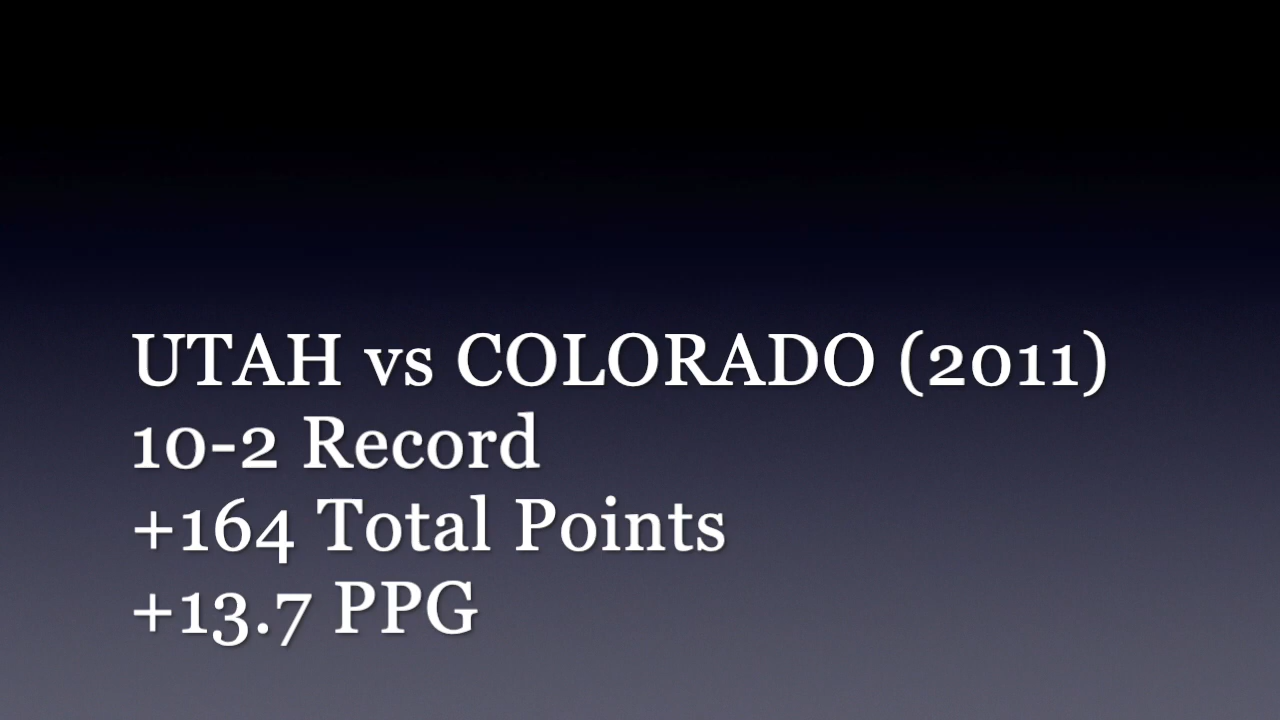 UTAH vs COLORADO (2011)
10-2 Record
+164 Total Points
+13.7 PPG